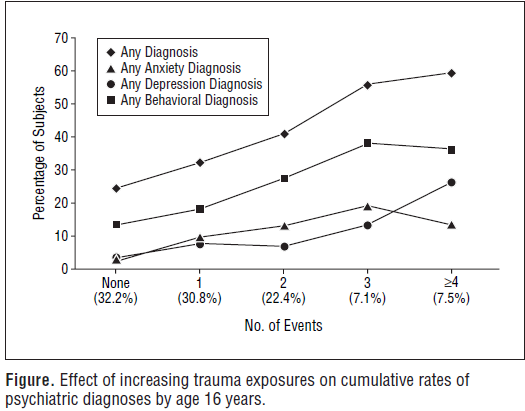 70
60
50
40
30
20
10
0
Percentage of Subjects
Any Diagnosis
Any Anxiety Diagnosis
Any Depression Diagnosis
Any Behavioral Diagnosis
None 1 2 3 ≥4
(32.2%) (30.8%) (22.4%) (7.1%) (7.5%)
No. of Events
Figure. Effect of increasing trauma exposures on cumulative rates of
psychiatric diagnoses by age 16 years.